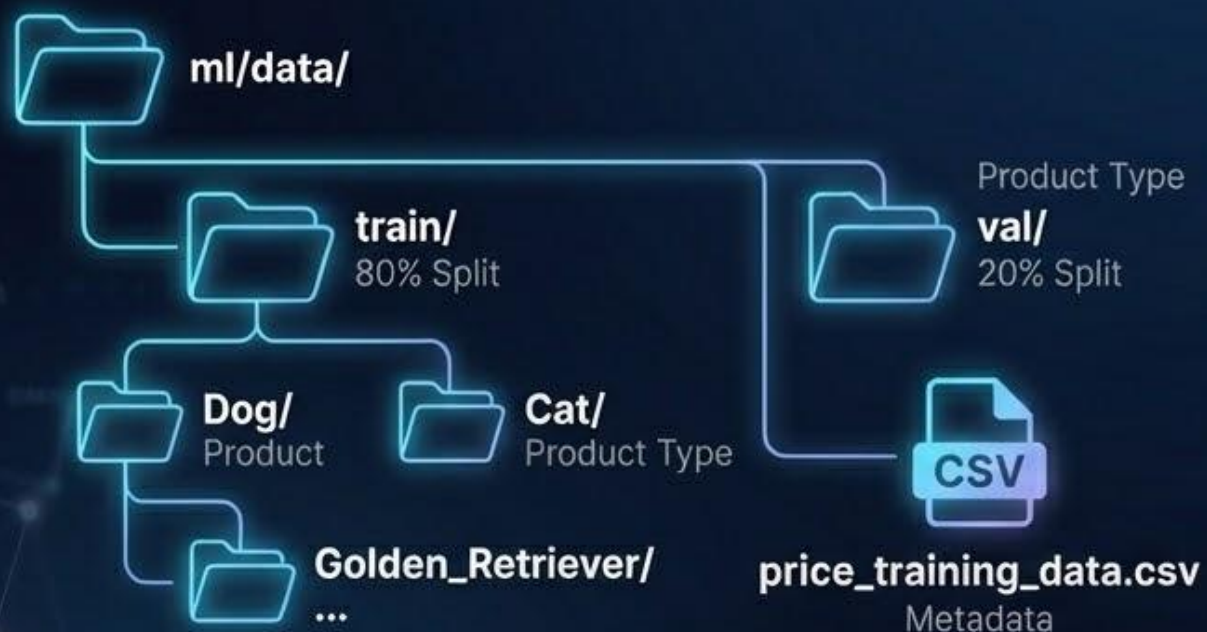 ml/data/
train/
80% Split
Product Type
val/
20% Split
Dog/
Product
Cat/
Product Type
Golden_Retriever/
...
CSV
price_training_data.csv
Metadata